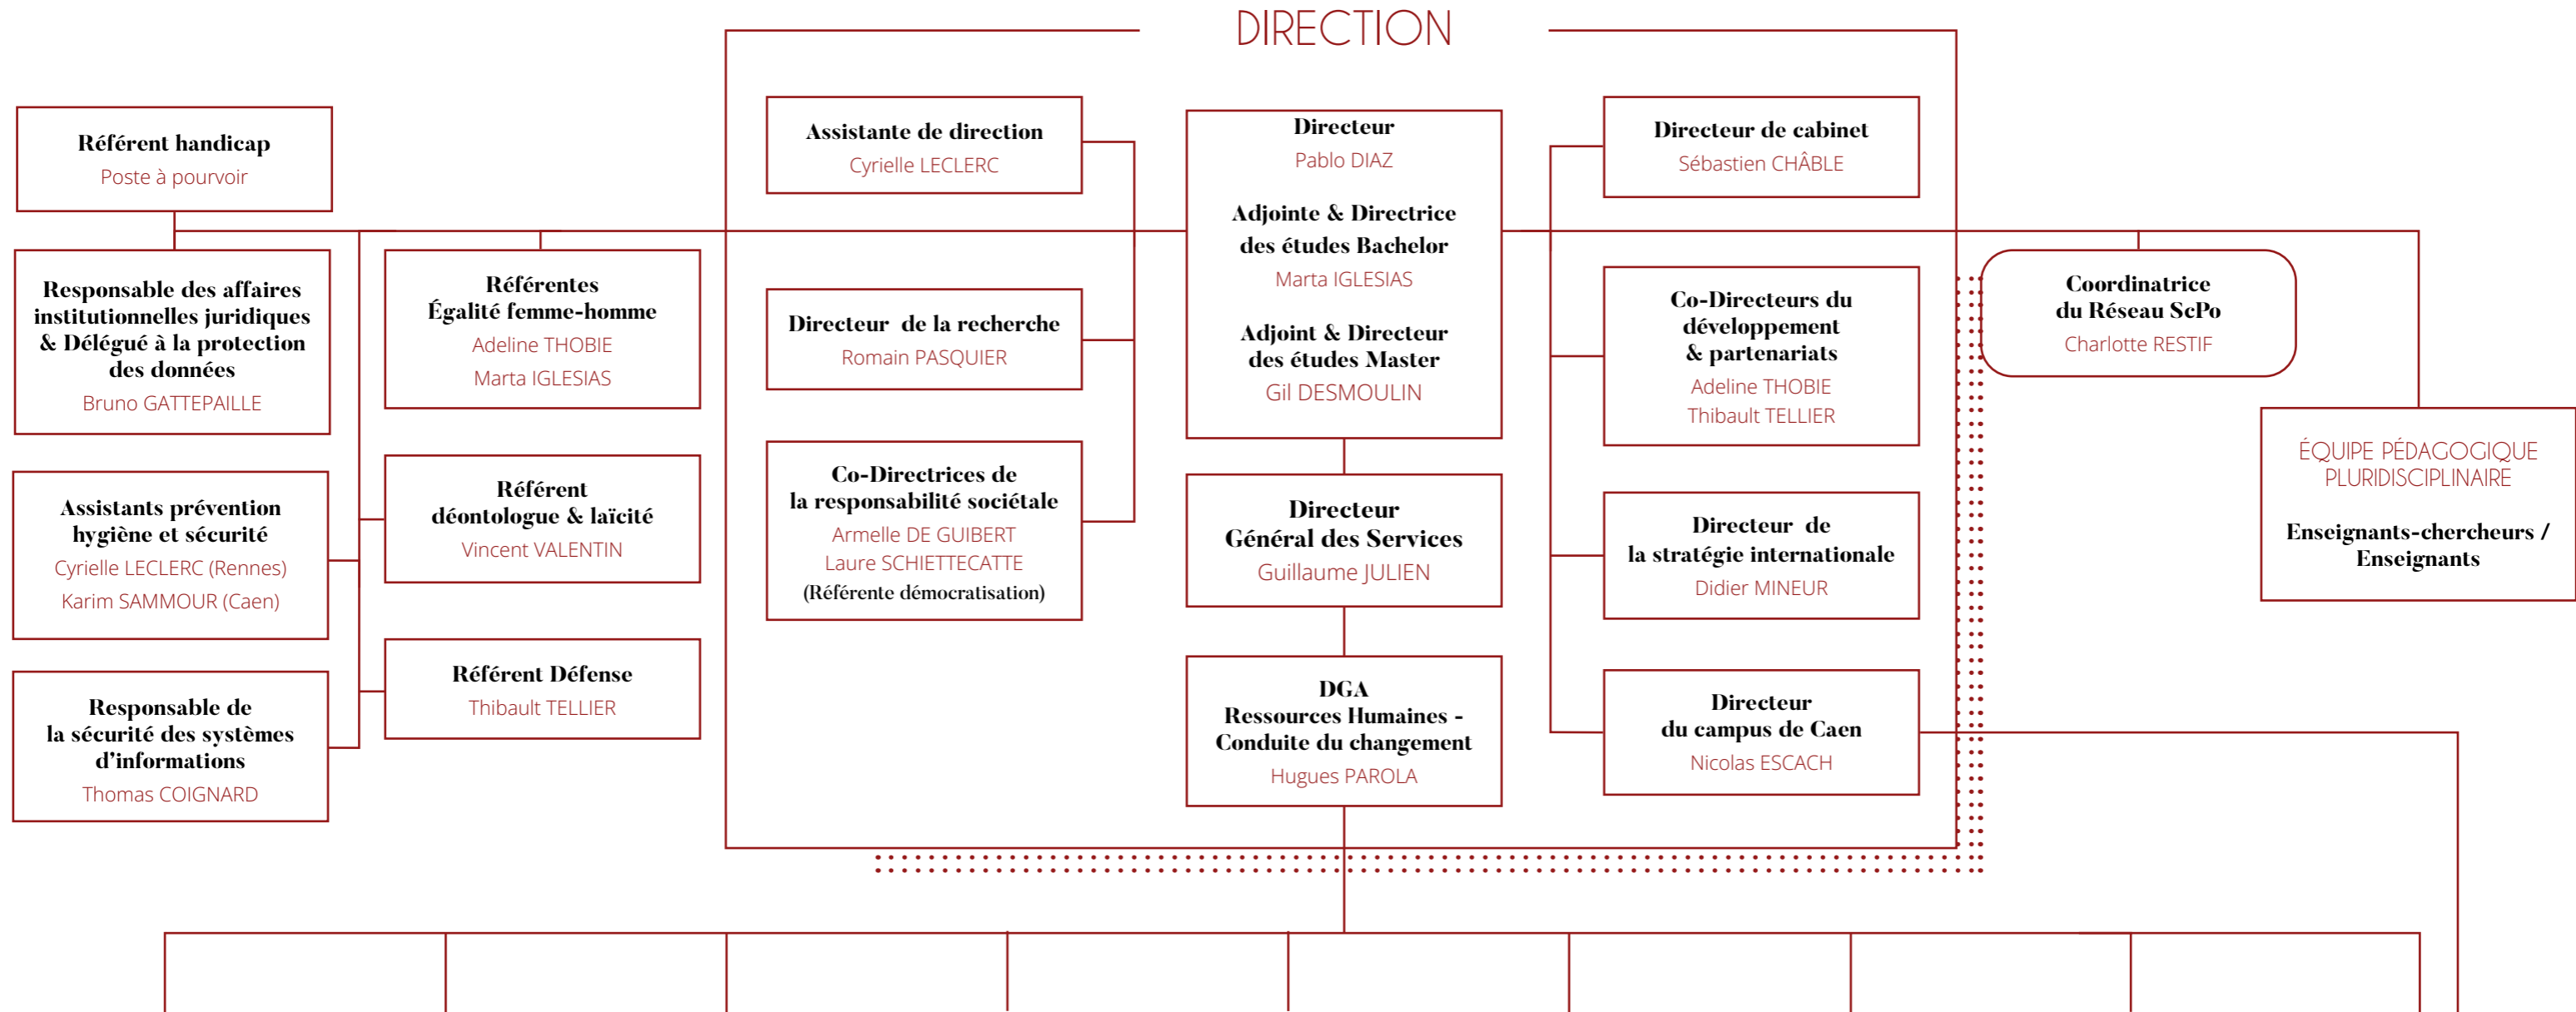 DIRECTION
Référent handicap
Poste à pourvoir
Responsable des affaires
institutionnelles juridiques
& Délégué à la protection
des données
Bruno GATTEPAILLE
Assistants prévention
hygiène et sécurité
Cyrielle LECLERC (Rennes)
Karim SAMMOUR (Caen)
Responsable de
la sécurité des systèmes
d’informations
Thomas COIGNARD
Référentes
Égalité femme-homme
Adeline THOBIE
Marta IGLESIAS
Référent
déontologue & laïcité
Vincent VALENTIN
Référent Défense
Thibault TELLIER
Assistante de direction
Cyrielle LECLERC
Directeur de la recherche
Romain PASQUIER
Co-Directrices de
la responsabilité sociétale
Armelle DE GUIBERT
Laure SCHIETTECATTE
(Référente démocratisation)
Directeur
Pablo DIAZ
Adjointe & Directrice
des études Bachelor
Marta IGLESIAS
Adjoint & Directeur
des études Master
Gil DESMOULIN
Directeur
Général des Services
Guillaume JULIEN
DGA
Ressources Humaines -
Conduite du changement
Hugues PAROLA
Directeur de cabinet
Sébastien CHÂBLE
Co-Directeurs du
développement
& partenariats
Adeline THOBIE
Thibault TELLIER
Directeur de
la stratégie internationale
Didier MINEUR
Directeur
du campus de Caen
Nicolas ESCACH
Coordinatrice
du Réseau ScPo
Charlotte RESTIF
ÉQUIPE PÉDAGOGIQUE
PLURIDISCIPLINAIRE
Enseignants-chercheurs /
Enseignants